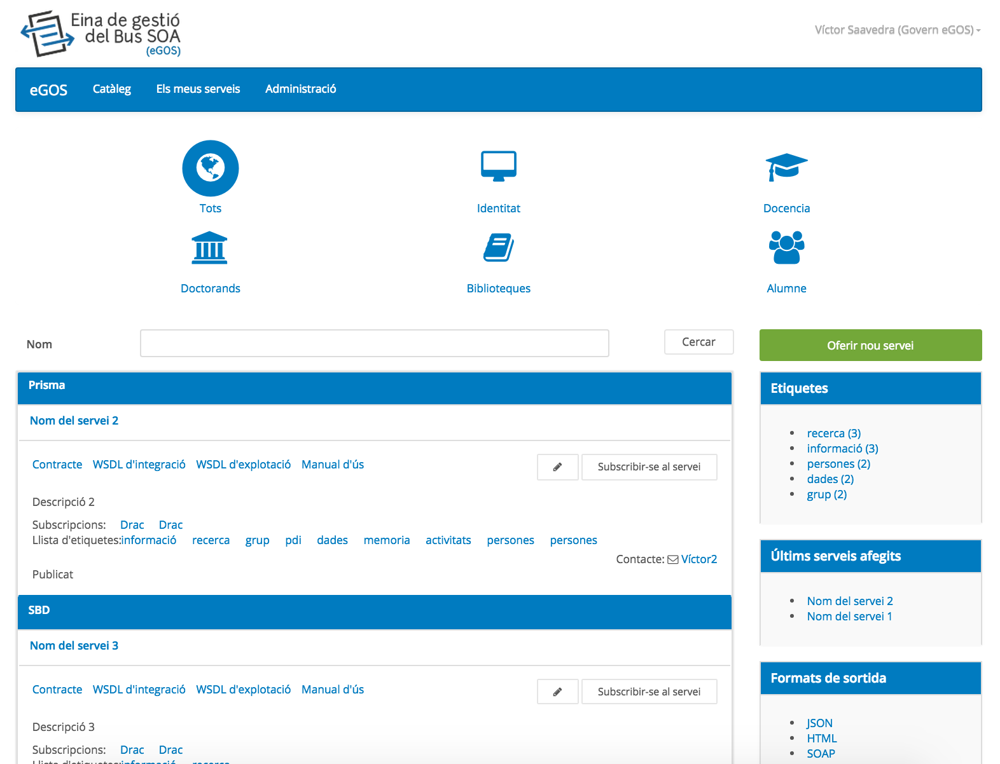 Eina de gestió
del Bus SOA
(eGOS)
Víctor Saavedra (Govern eGOS)
eGOS Catàleg Els meus serveis Administració
Tots Identitat Docencia
Doctorands Biblioteques Alumne
Nom Cercar Oferir nou servei
Prisma
Nom del servei 2
Contracte WSDL d'integració WSDL d'explotació Manual d'ús Subscribir-se al servei
Descripció 2
Subscripcions: Drac Drac
Llista d'etiquetes:informació recerca grup pdi dades memoria activitats persones persones
Contacte: Víctor2
Publicat
SBD
Nom del servei 3
Contracte WSDL d'integració WSDL d'explotació Manual d'ús Subscribir-se al servei
Descripció 3
Subscripcions: Drac Drac
Llista d'etiquetes:informació recerca
Etiquetes
recerca (3)
informació (3)
persones (2)
dades (2)
grup (2)
Últims serveis afegits
Nom del servei 2
Nom del servei 1
Formats de sortida
JSON
HTML
SOAP